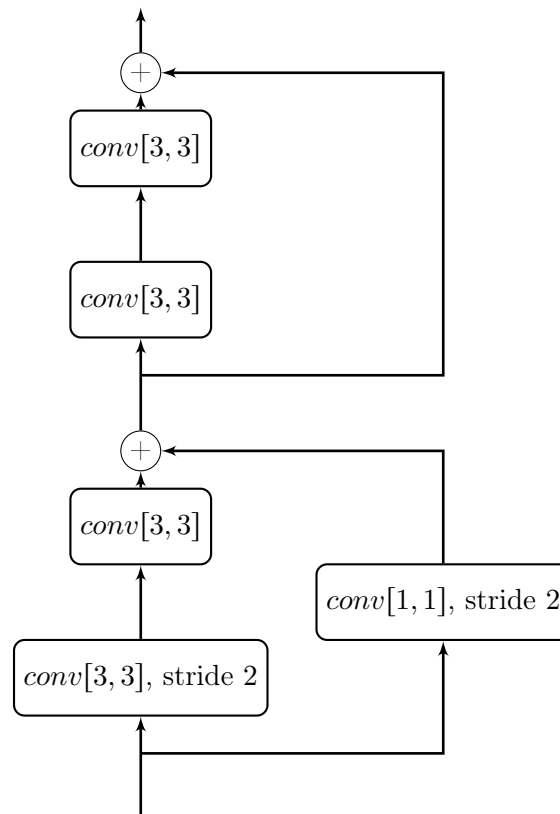 +
conv[3, 3]
conv[3, 3]
+
conv[3, 3]
conv[1, 1], stride 2
conv[3, 3], stride 2